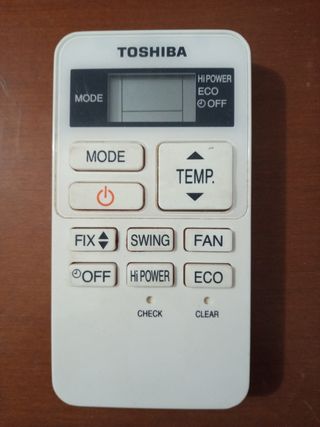 TOSHIBA
Hi POWER
MODE ECO
OFF
MODE
TEMP.
FIX SWING FAN
OFF Hi POWER ECO
CHECK CLEAR